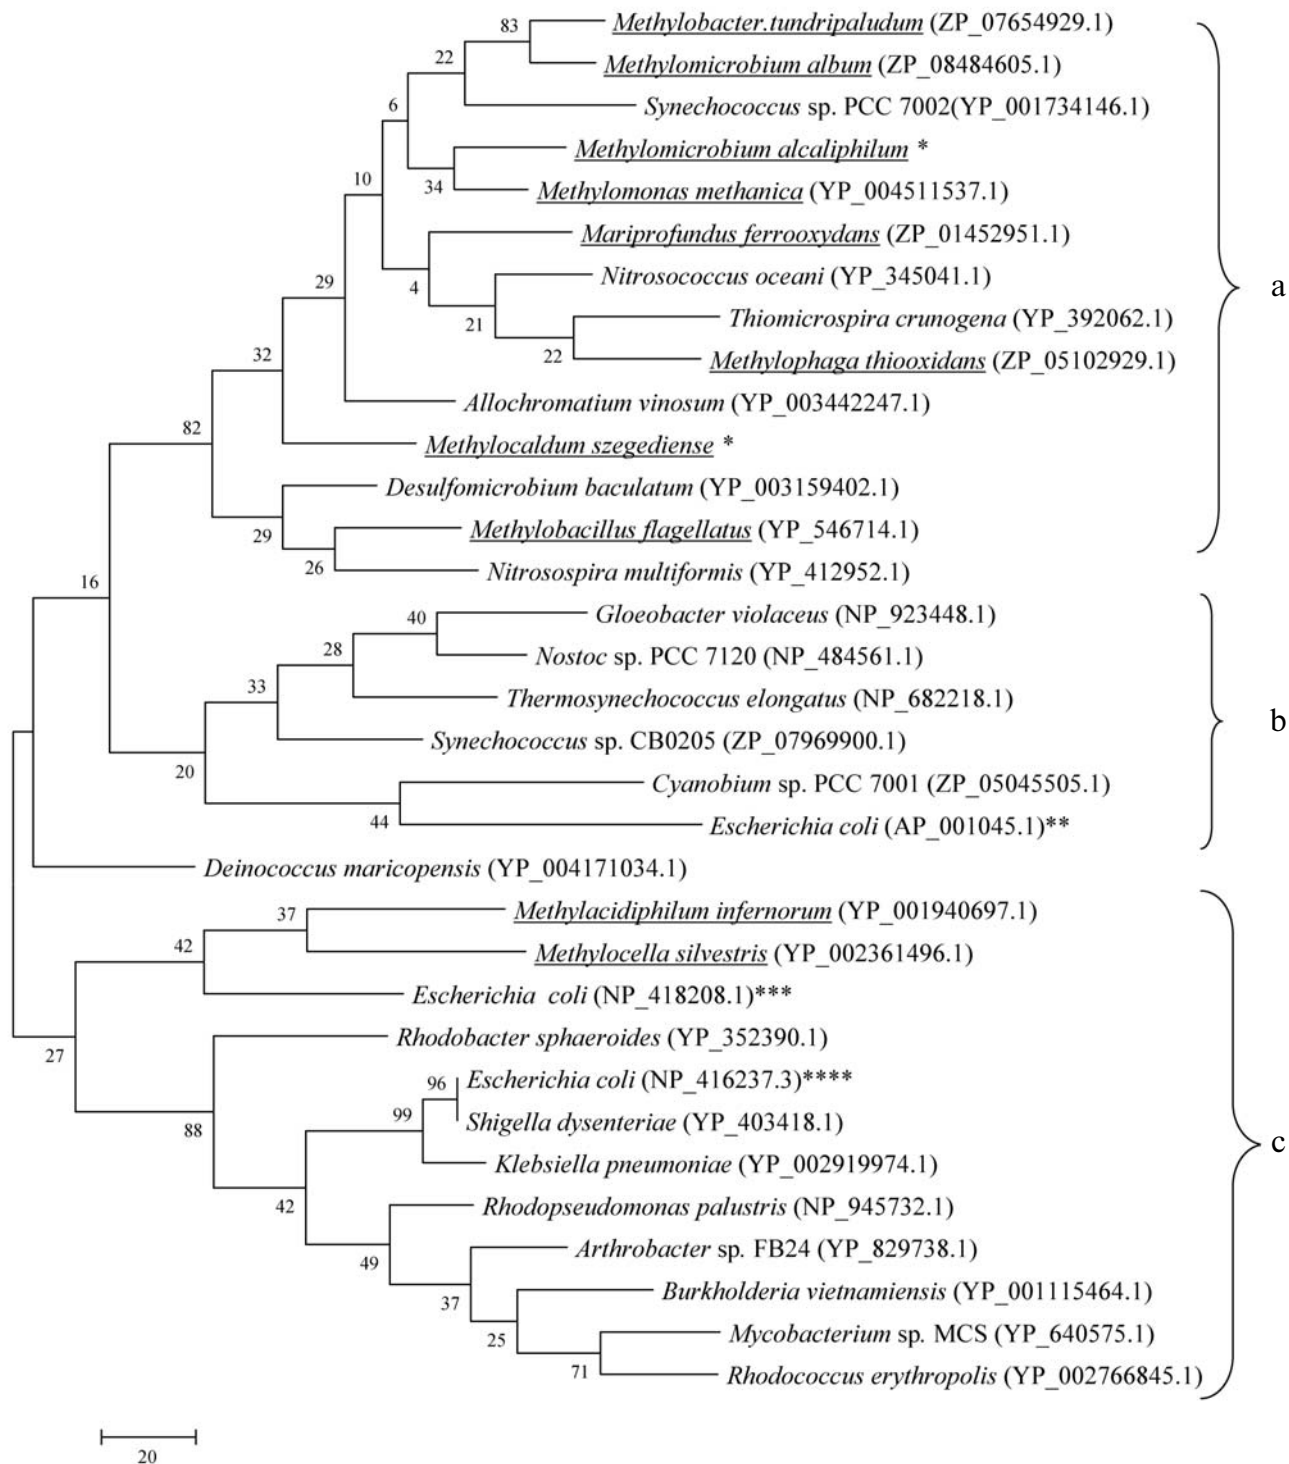 83
Methylobacter.tundripaludum (ZP_07654929.1)
22
Methylomicrobium album (ZP_08484605.1)
6
Synechococcus sp. PCC 7002(YP_001734146.1)
Methylomicrobium alcaliphilum *
10
34
Methylomonas methanica (YP_004511537.1)
Mariprofundus ferrooxydans (ZP_01452951.1)
29
4
Nitrosococcus oceani (YP_345041.1)
a
21
Thiomicrospira crunogena (YP_392062.1)
32
22
Methylophaga thiooxidans (ZP_05102929.1)
Allochromatium vinosum (YP_003442247.1)
82
Methylocaldum szegediense *
Desulfomicrobium baculatum (YP_003159402.1)
29
Methylobacillus flagellatus (YP_546714.1)
26
Nitrosospira multiformis (YP_412952.1)
16
40
Gloeobacter violaceus (NP_923448.1)
28
Nostoc sp. PCC 7120 (NP_484561.1)
33
Thermosynechococcus elongatus (NP_682218.1)
b
Synechococcus sp. CB0205 (ZP_07969900.1)
20
Cyanobium sp. PCC 7001 (ZP_05045505.1)
44
Escherichia coli (AP_001045.1)**
Deinococcus maricopensis (YP_004171034.1)
37
Methylacidiphilum infernorum (YP_001940697.1)
42
Methylocella silvestris (YP_002361496.1)
Escherichia coli (NP_418208.1)***
27
Rhodobacter sphaeroides (YP_352390.1)
96
Escherichia coli (NP_416237.3)****
99
Shigella dysenteriae (YP_403418.1)
88
c
Klebsiella pneumoniae (YP_002919974.1)
42
Rhodopseudomonas palustris (NP_945732.1)
49
Arthrobacter sp. FB24 (YP_829738.1)
37
Burkholderia vietnamiensis (YP_001115464.1)
25
Mycobacterium sp. MCS (YP_640575.1)
71
Rhodococcus erythropolis (YP_002766845.1)
20